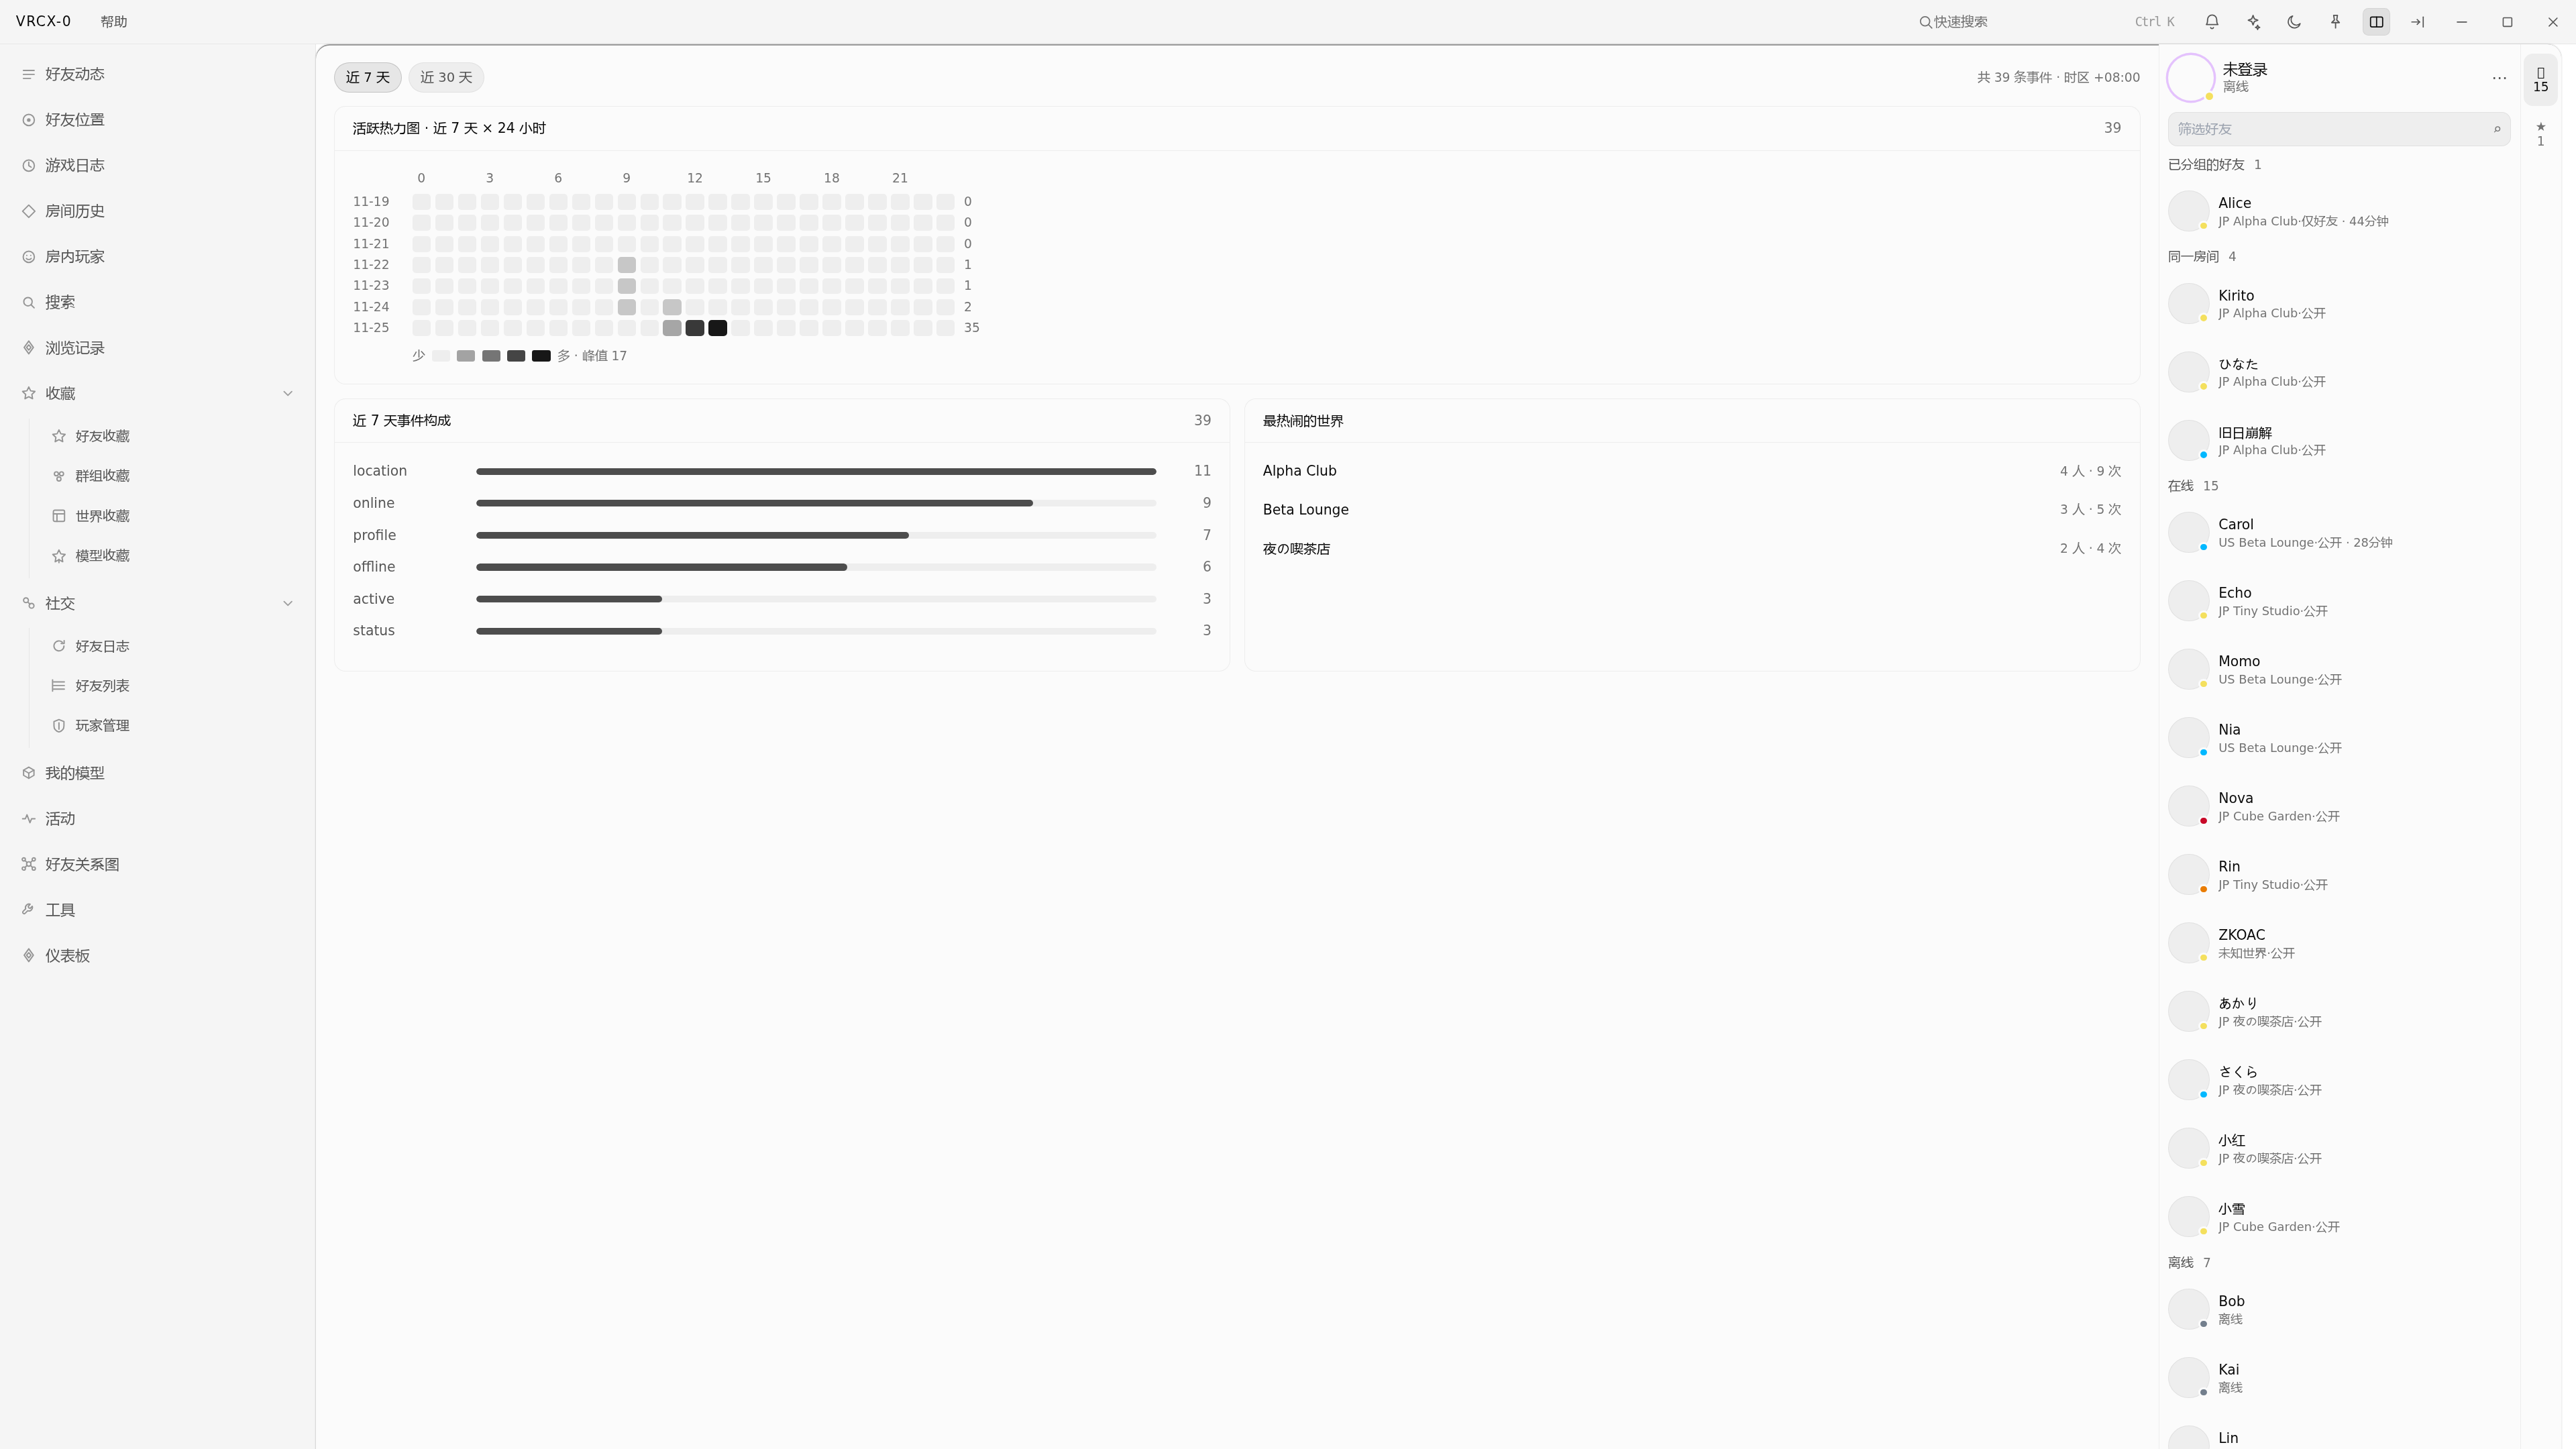 VRCX-0 帮助 快速搜索 Ctrl K
好友动态
好友位置
游戏日志
房间历史
房内玩家
搜索
浏览记录
收藏
好友收藏
群组收藏
世界收藏
模型收藏
社交
好友日志
好友列表
玩家管理
我的模型
活动
好友关系图
工具
仪表板
近 7 天 近 30 天 共 39 条事件 · 时区 +08:00
活跃热力图 · 近 7 天 × 24 小时 39
0 3 6 9 12 15 18 21
11-19 0
11-20 0
11-21 0
11-22 1
11-23 1
11-24 2
11-25 35
少 多 · 峰值 17
近 7 天事件构成 39
location 11
online 9
profile 7
offline 6
active 3
status 3
最热闹的世界
Alpha Club 4 人 · 9 次
Beta Lounge 3 人 · 5 次
夜の喫茶店 2 人 · 4 次
未登录
离线
筛选好友
已分组的好友 1
Alice
JP Alpha Club·仅好友 · 44分钟
同一房间 4
Kirito
JP Alpha Club·公开
ひなた
JP Alpha Club·公开
旧日崩解
JP Alpha Club·公开
在线 15
Carol
US Beta Lounge·公开 · 28分钟
Echo
JP Tiny Studio·公开
Momo
US Beta Lounge·公开
Nia
US Beta Lounge·公开
Nova
JP Cube Garden·公开
Rin
JP Tiny Studio·公开
ZKOAC
未知世界·公开
あかり
JP 夜の喫茶店·公开
さくら
JP 夜の喫茶店·公开
小红
JP 夜の喫茶店·公开
小雪
JP Cube Garden·公开
离线 7
Bob
离线
Kai
离线
Lin
15
★
1